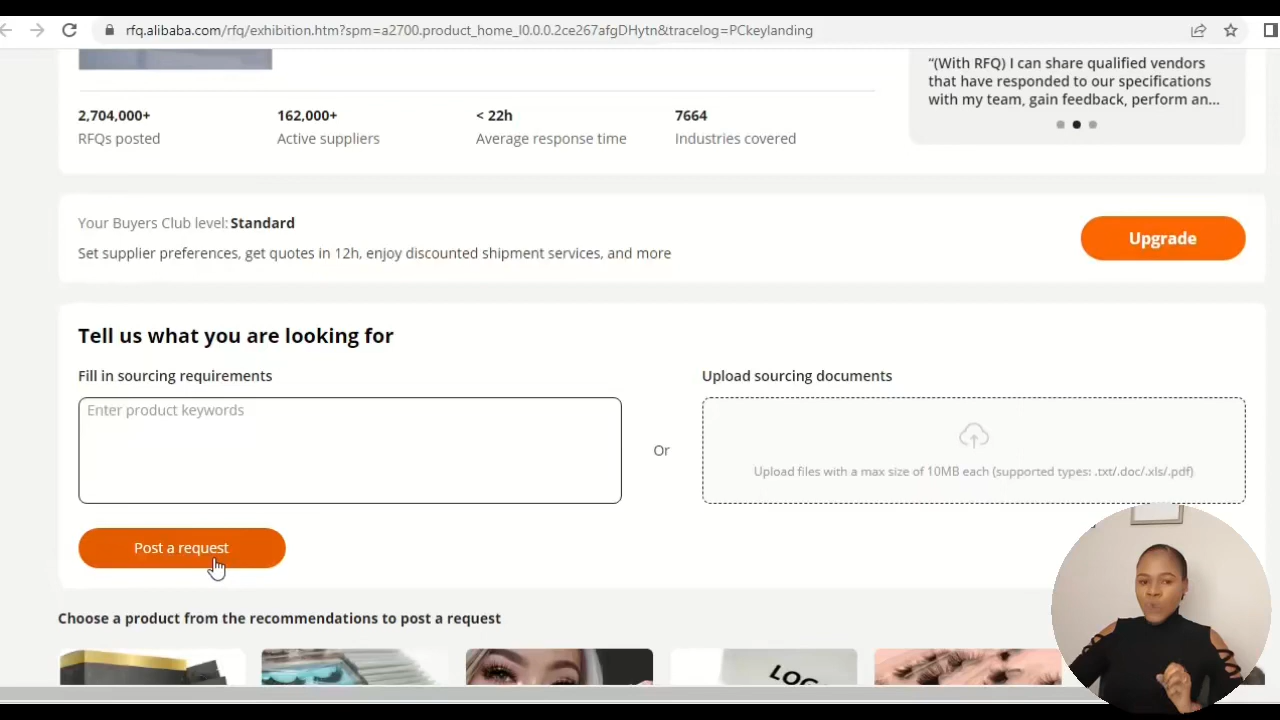 rfq.alibaba.com/rfq/exhibition.htm?spm=a2700.product_home_l0.0.0.2ce267afgDHytn&tracelog=PCkeylanding
“(With RFQ) I can share qualified vendors
that have responded to our specifications
with my team, gain feedback, perform an...
2,704,000+
162,000+
< 22h
7664
RFQs posted
Active suppliers
Average response time
Industries covered
Your Buyers Club level: Standard
Set supplier preferences, get quotes in 12h, enjoy discounted shipment services, and more
Upgrade
Tell us what you are looking for
Fill in sourcing requirements
Upload sourcing documents
Enter product keywords
Or
Upload files with a max size of 10MB each (supported types: .txt/.doc/.xls/.pdf)
Post a request
Choose a product from the recommendations to post a request